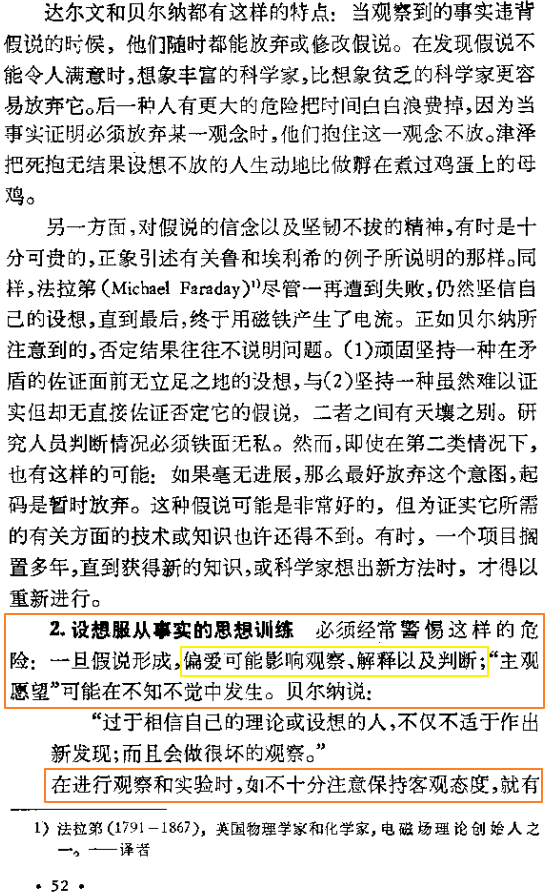 达尔文和贝尔纳都有这样的特点：当观察到的事实违背
假说的时候，他们随时都能放弃或修改假说。在发现假说不
能令人满意时，想象丰富的科学家，比想象贫乏的科学家更容
易放弃它。后一种人有更大的危险把时间白白浪费掉，因为当
事实证明必须放弃某一观念时，他们抱住这一观念不放。津泽
把死抱无结果设想不放的人生动地比做孵在煮过鸡蛋上的母
鸡。
另一方面，对假说的信念以及坚韧不拔的精神，有时是十
分可贵的，正象引述有关鲁和埃利希的例子所说明的那样。同
样，法拉第（Michael Faraday）¹⁾尽管一再遭到失败，仍然坚信自
己的设想，直到最后，终于用磁铁产生了电流。正如贝尔纳所
注意到的，否定结果往往不说明问题。（1）顽固坚持一种在矛
盾的佐证面前无立足之地的设想，与（2）坚持一种虽然难以证
实但却无直接佐证否定它的假说，二者之间有天壤之别。研
究人员判断情况必须铁面无私。然而，即使在第二类情况下，
也有这样的可能：如果毫无进展，那么最好放弃这个意图，起
码是暂时放弃。这种假说可能是非常好的，但为证实它所需
的有关方面的技术或知识也许还得不到。有时，一个项目搁
置多年，直到获得新的知识，或科学家想出新方法时，才得以
重新进行。
2. 设想服从事实的思想训练 必须经常警惕这样的危
险：一旦假说形成，偏爱可能影响观察、解释以及判断；“主观
愿望”可能在不知不觉中发生。贝尔纳说：
“过于相信自己的理论或设想的人，不仅不适于作出
新发现；而且会做很坏的观察。”
在进行观察和实验时，如不十分注意保持客观态度，就有
1）法拉第（1791－1867），英国物理学家和化学家，电磁场理论创始人之
一。——译者
• 52 •